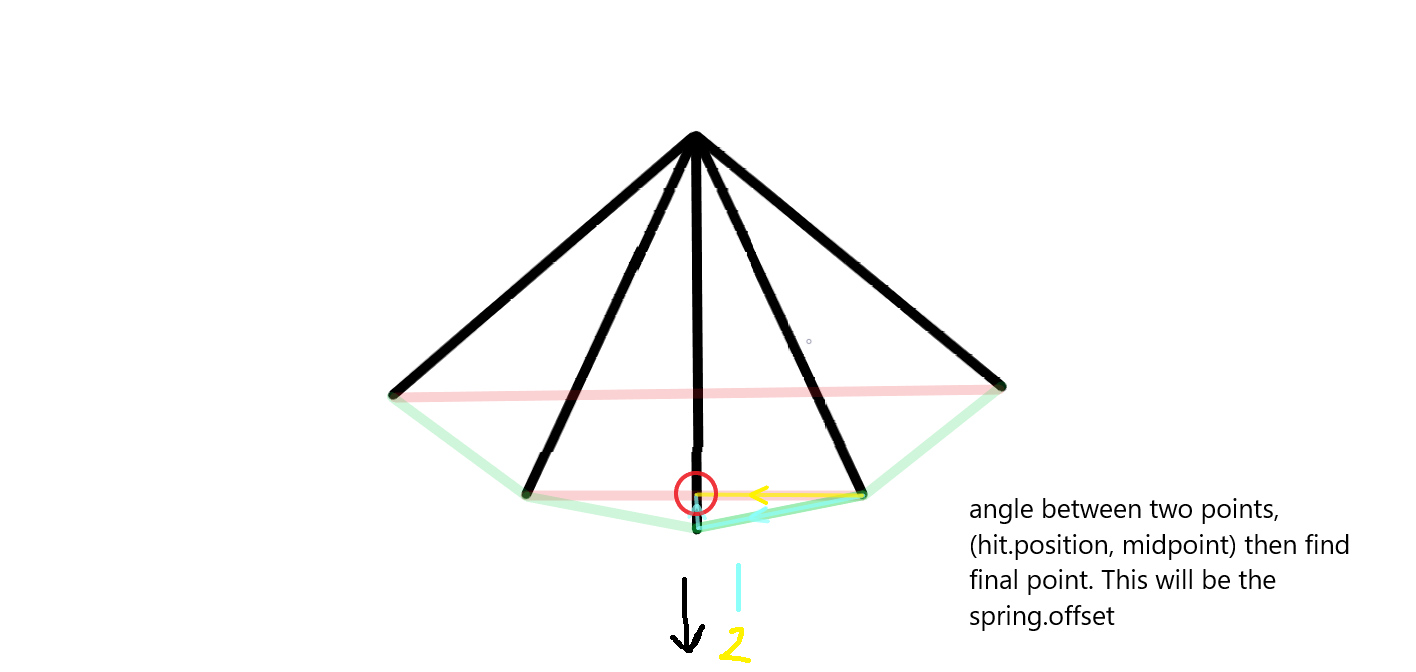 angle between two points,
(hit.position, midpoint) then find
final point. This will be the
spring.offset
2